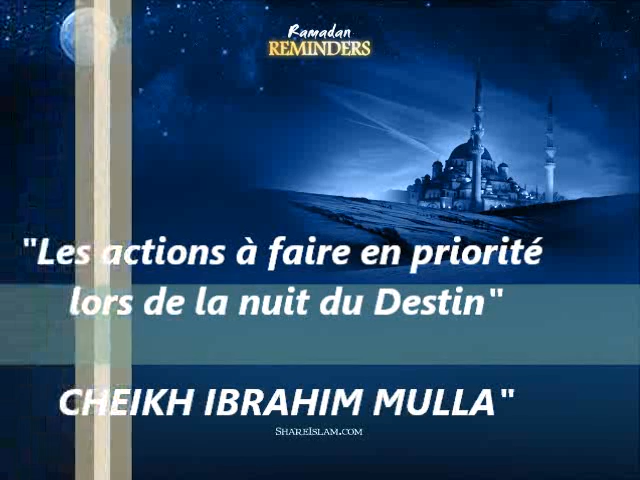 Ramadan
REMINDERS
"Les actions à faire en priorité
lors de la nuit du Destin"
CHEIKH IBRAHIM MULLA"
SHAREISLAM.COM